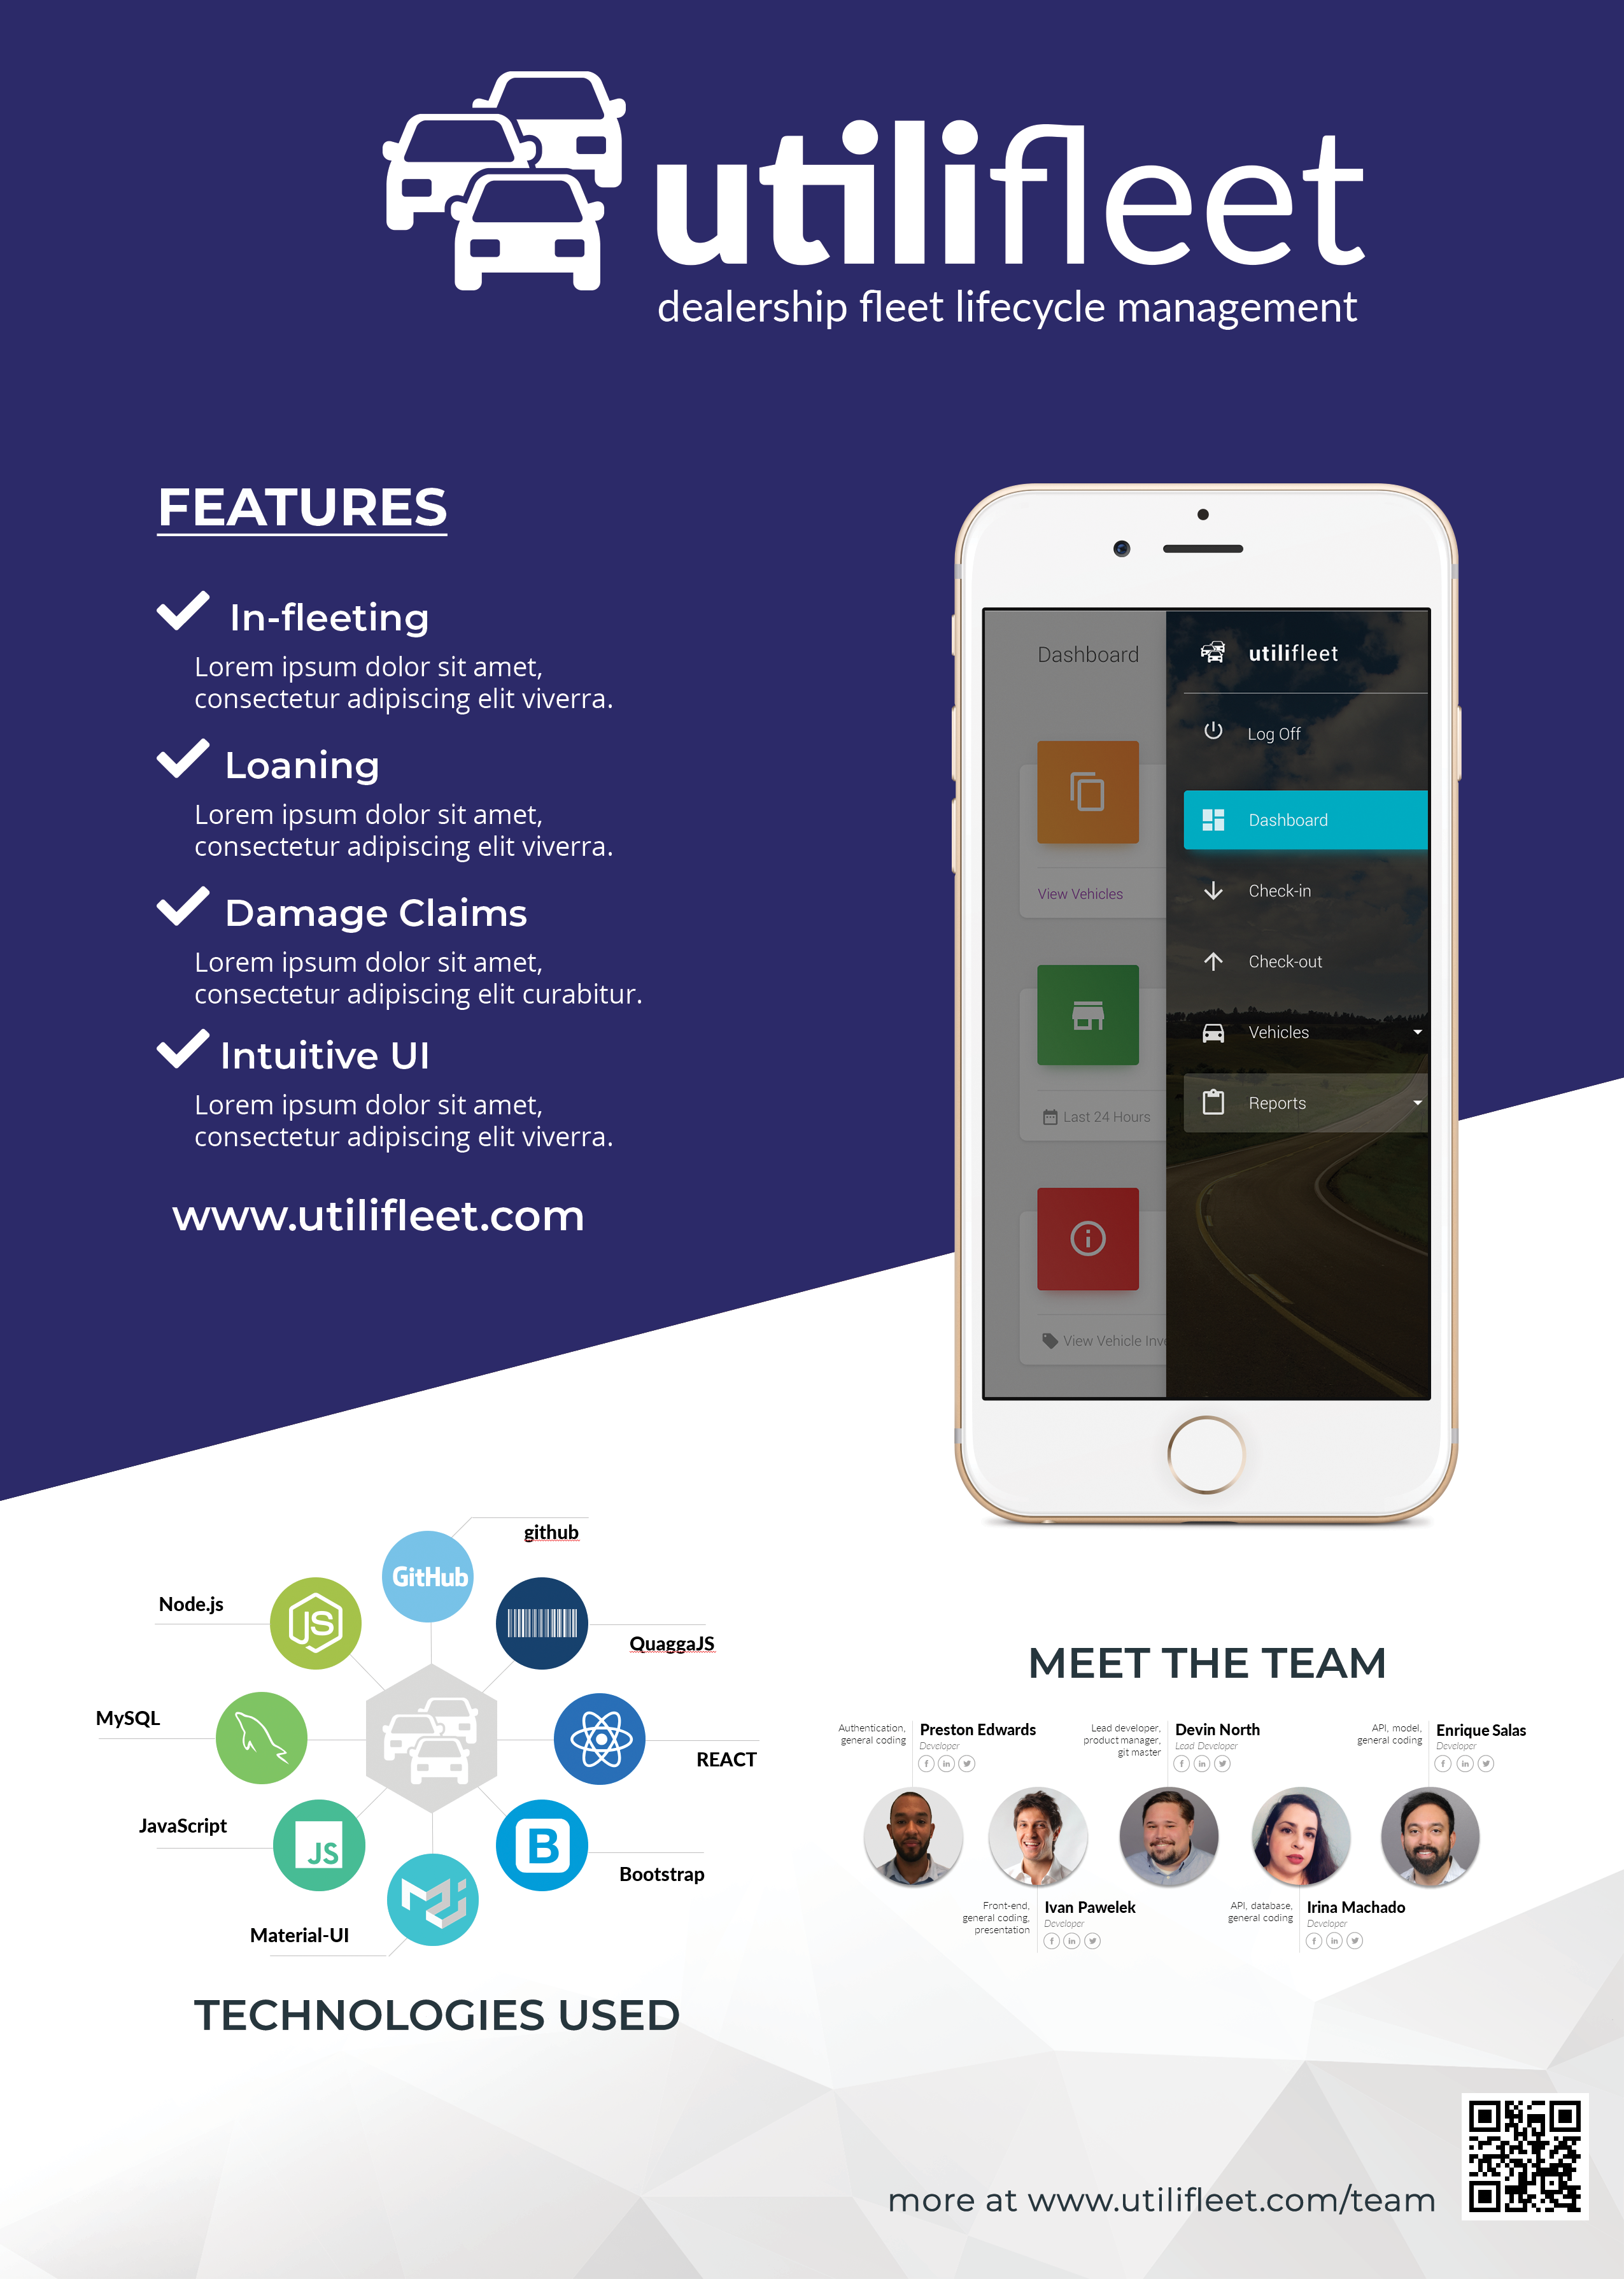 utilifleet
dealership fleet lifecycle management
FEATURES
In-fleeting
Lorem ipsum dolor sit amet,
consectetur adipiscing elit viverra.
Loaning
Lorem ipsum dolor sit amet,
consectetur adipiscing elit viverra.
Damage Claims
Lorem ipsum dolor sit amet,
consectetur adipiscing elit curabitur.
Intuitive UI
Lorem ipsum dolor sit amet,
consectetur adipiscing elit viverra.
www.utilifleet.com
Dashboard
View Vehicles
Last 24 Hours
View Vehicle Inve
utilifleet
Log Off
Dashboard
Check-in
Check-out
Vehicles
Reports
github
GitHub
Node.js
JS
QuaggaJS
MySQL
REACT
JavaScript
JS
B
Bootstrap
Material-UI
TECHNOLOGIES USED
MEET THE TEAM
Authentication,
general coding
Preston Edwards
Developer
Lead developer,
product manager,
git master
Devin North
Lead Developer
API, model,
general coding
Enrique Salas
Developer
Front-end,
general coding,
presentation
Ivan Pawelek
Developer
API, database,
general coding
Irina Machado
Developer
more at www.utilifleet.com/team